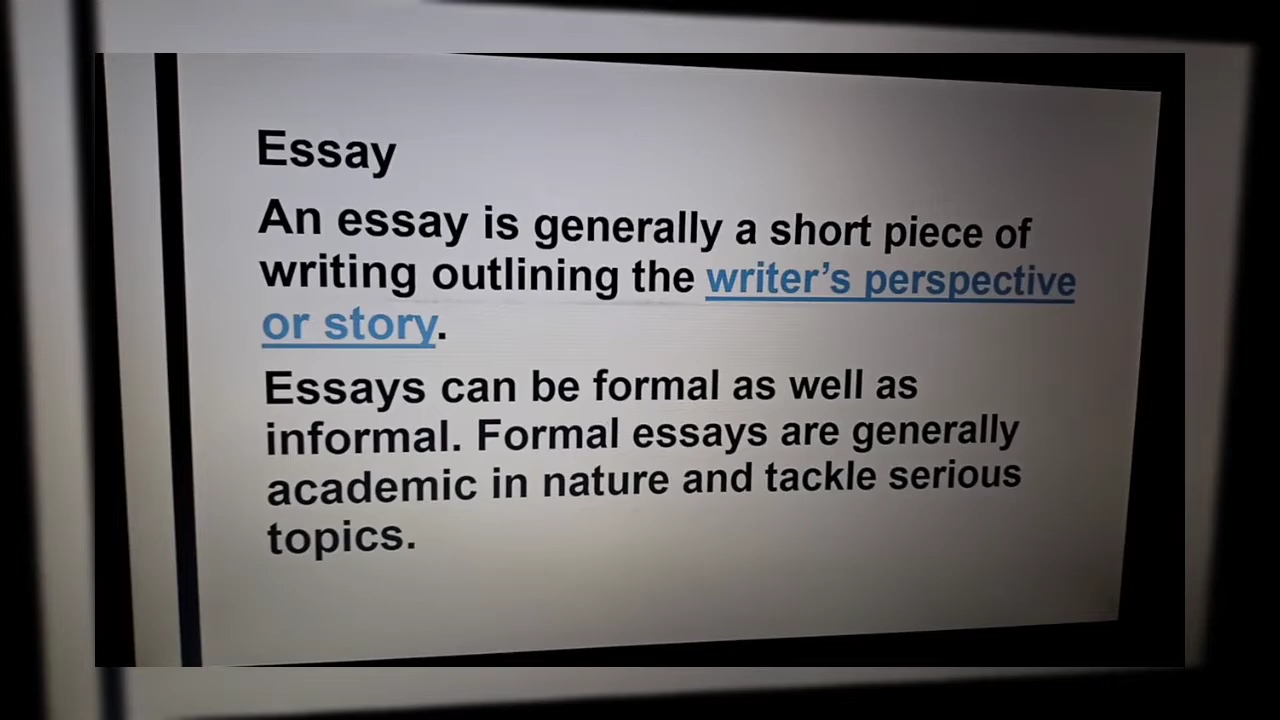 Essay
An essay is generally a short piece of
writing outlining the writer’s perspective
or story.
Essays can be formal as well as
informal. Formal essays are generally
academic in nature and tackle serious
topics.